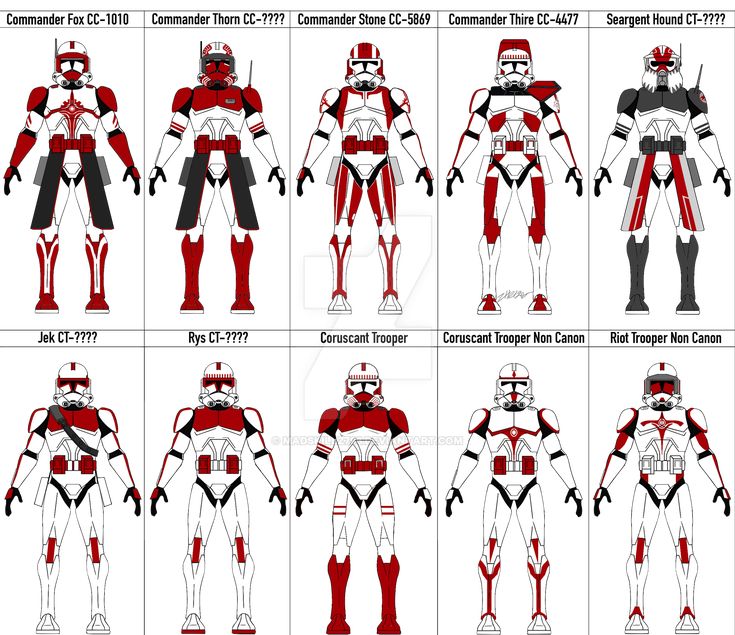 Commander Fox CC-1010
Commander Thorn CC-????
Commander Stone CC-5869
Commander Thire CC-4477
Seargent Hound CT-????
Jek CT-????
Rys CT-????
Coruscant Trooper
Coruscant Trooper Non Canon
Riot Trooper Non Canon